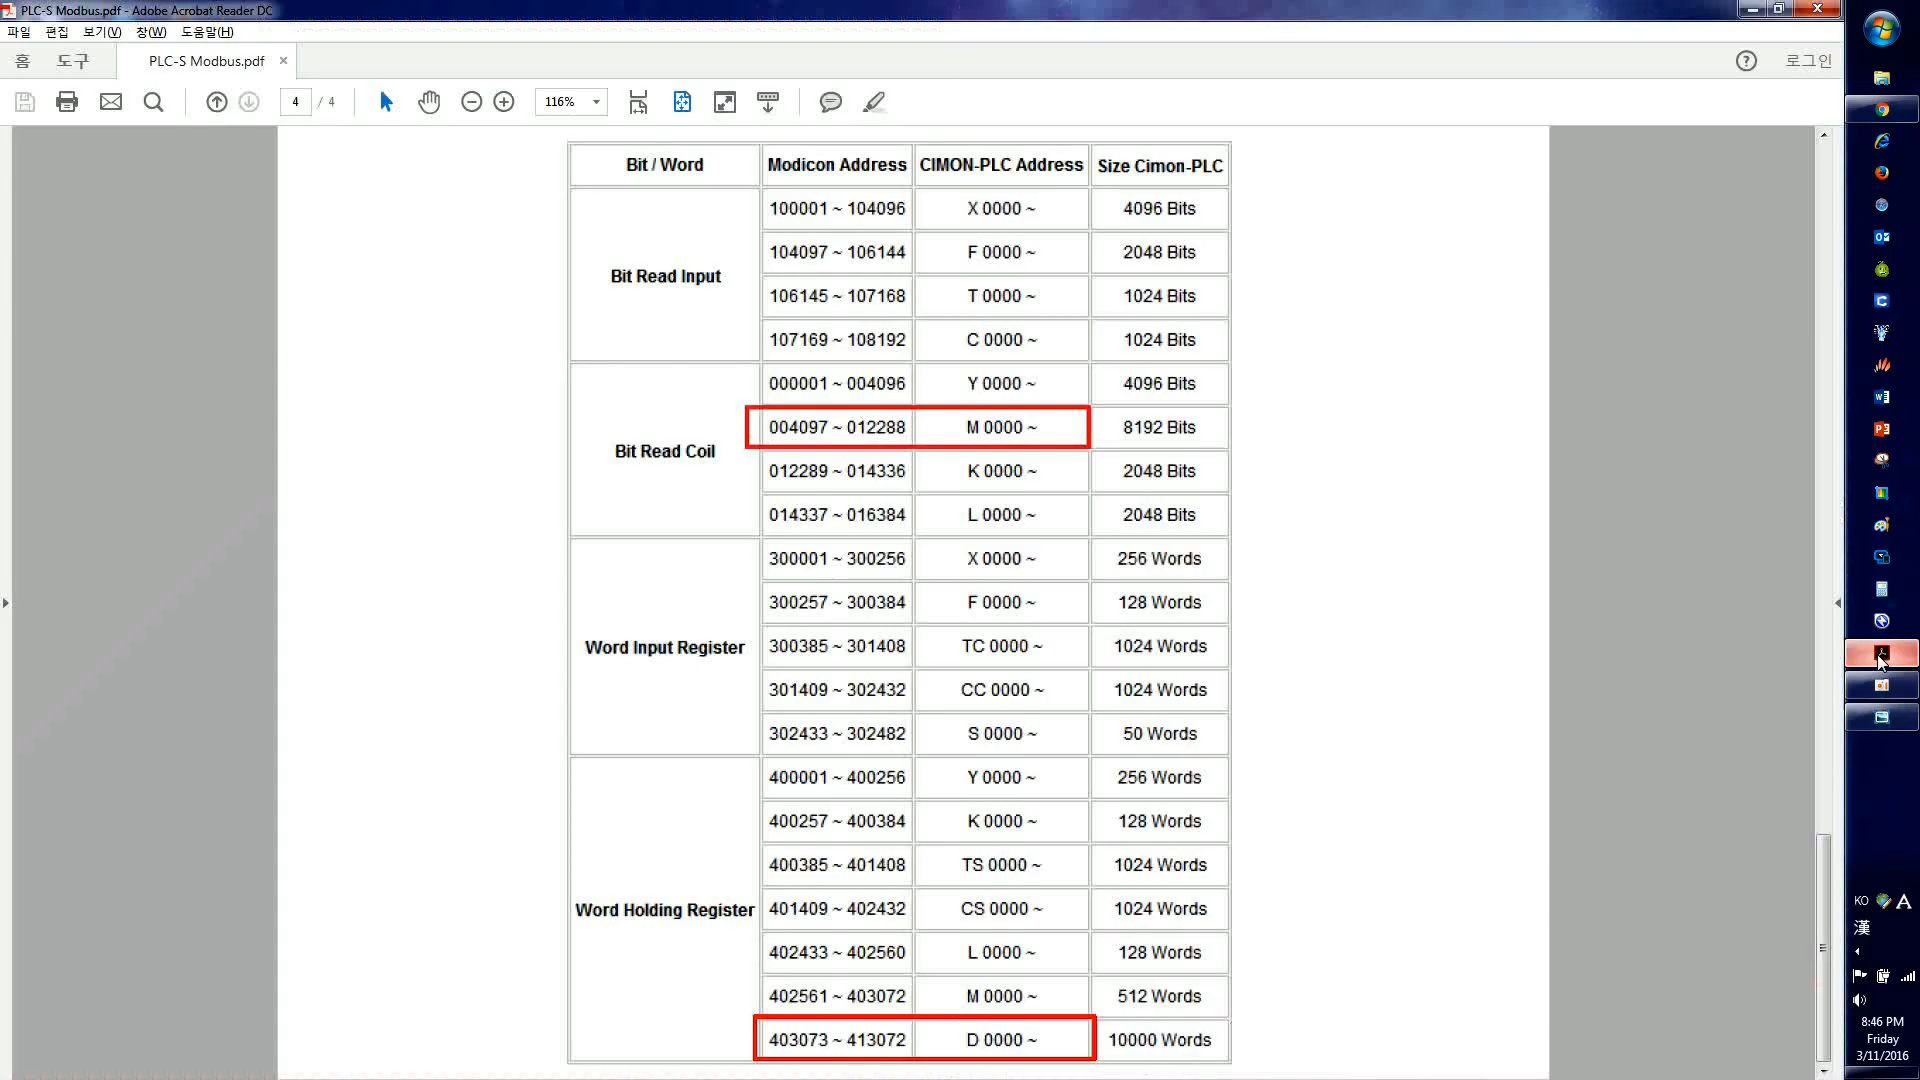 PLC-S Modbus.pdf - Adobe Acrobat Reader DC
파일 편집 보기(V) 창(W) 도움말(H)
홈 도구 PLC-S Modbus.pdf × ? 로그인
4 / 4 116%
Bit / Word Modicon Address CIMON-PLC Address Size Cimon-PLC
Bit Read Input
100001 ~ 104096 X 0000 ~ 4096 Bits
104097 ~ 106144 F 0000 ~ 2048 Bits
106145 ~ 107168 T 0000 ~ 1024 Bits
107169 ~ 108192 C 0000 ~ 1024 Bits
Bit Read Coil
000001 ~ 004096 Y 0000 ~ 4096 Bits
004097 ~ 012288 M 0000 ~ 8192 Bits
012289 ~ 014336 K 0000 ~ 2048 Bits
014337 ~ 016384 L 0000 ~ 2048 Bits
Word Input Register
300001 ~ 300256 X 0000 ~ 256 Words
300257 ~ 300384 F 0000 ~ 128 Words
300385 ~ 301408 TC 0000 ~ 1024 Words
301409 ~ 302432 CC 0000 ~ 1024 Words
302433 ~ 302482 S 0000 ~ 50 Words
Word Holding Register
400001 ~ 400256 Y 0000 ~ 256 Words
400257 ~ 400384 K 0000 ~ 128 Words
400385 ~ 401408 TS 0000 ~ 1024 Words
401409 ~ 402432 CS 0000 ~ 1024 Words
402433 ~ 402560 L 0000 ~ 128 Words
402561 ~ 403072 M 0000 ~ 512 Words
403073 ~ 413072 D 0000 ~ 10000 Words
KO A
漢
8:46 PM
Friday
3/11/2016